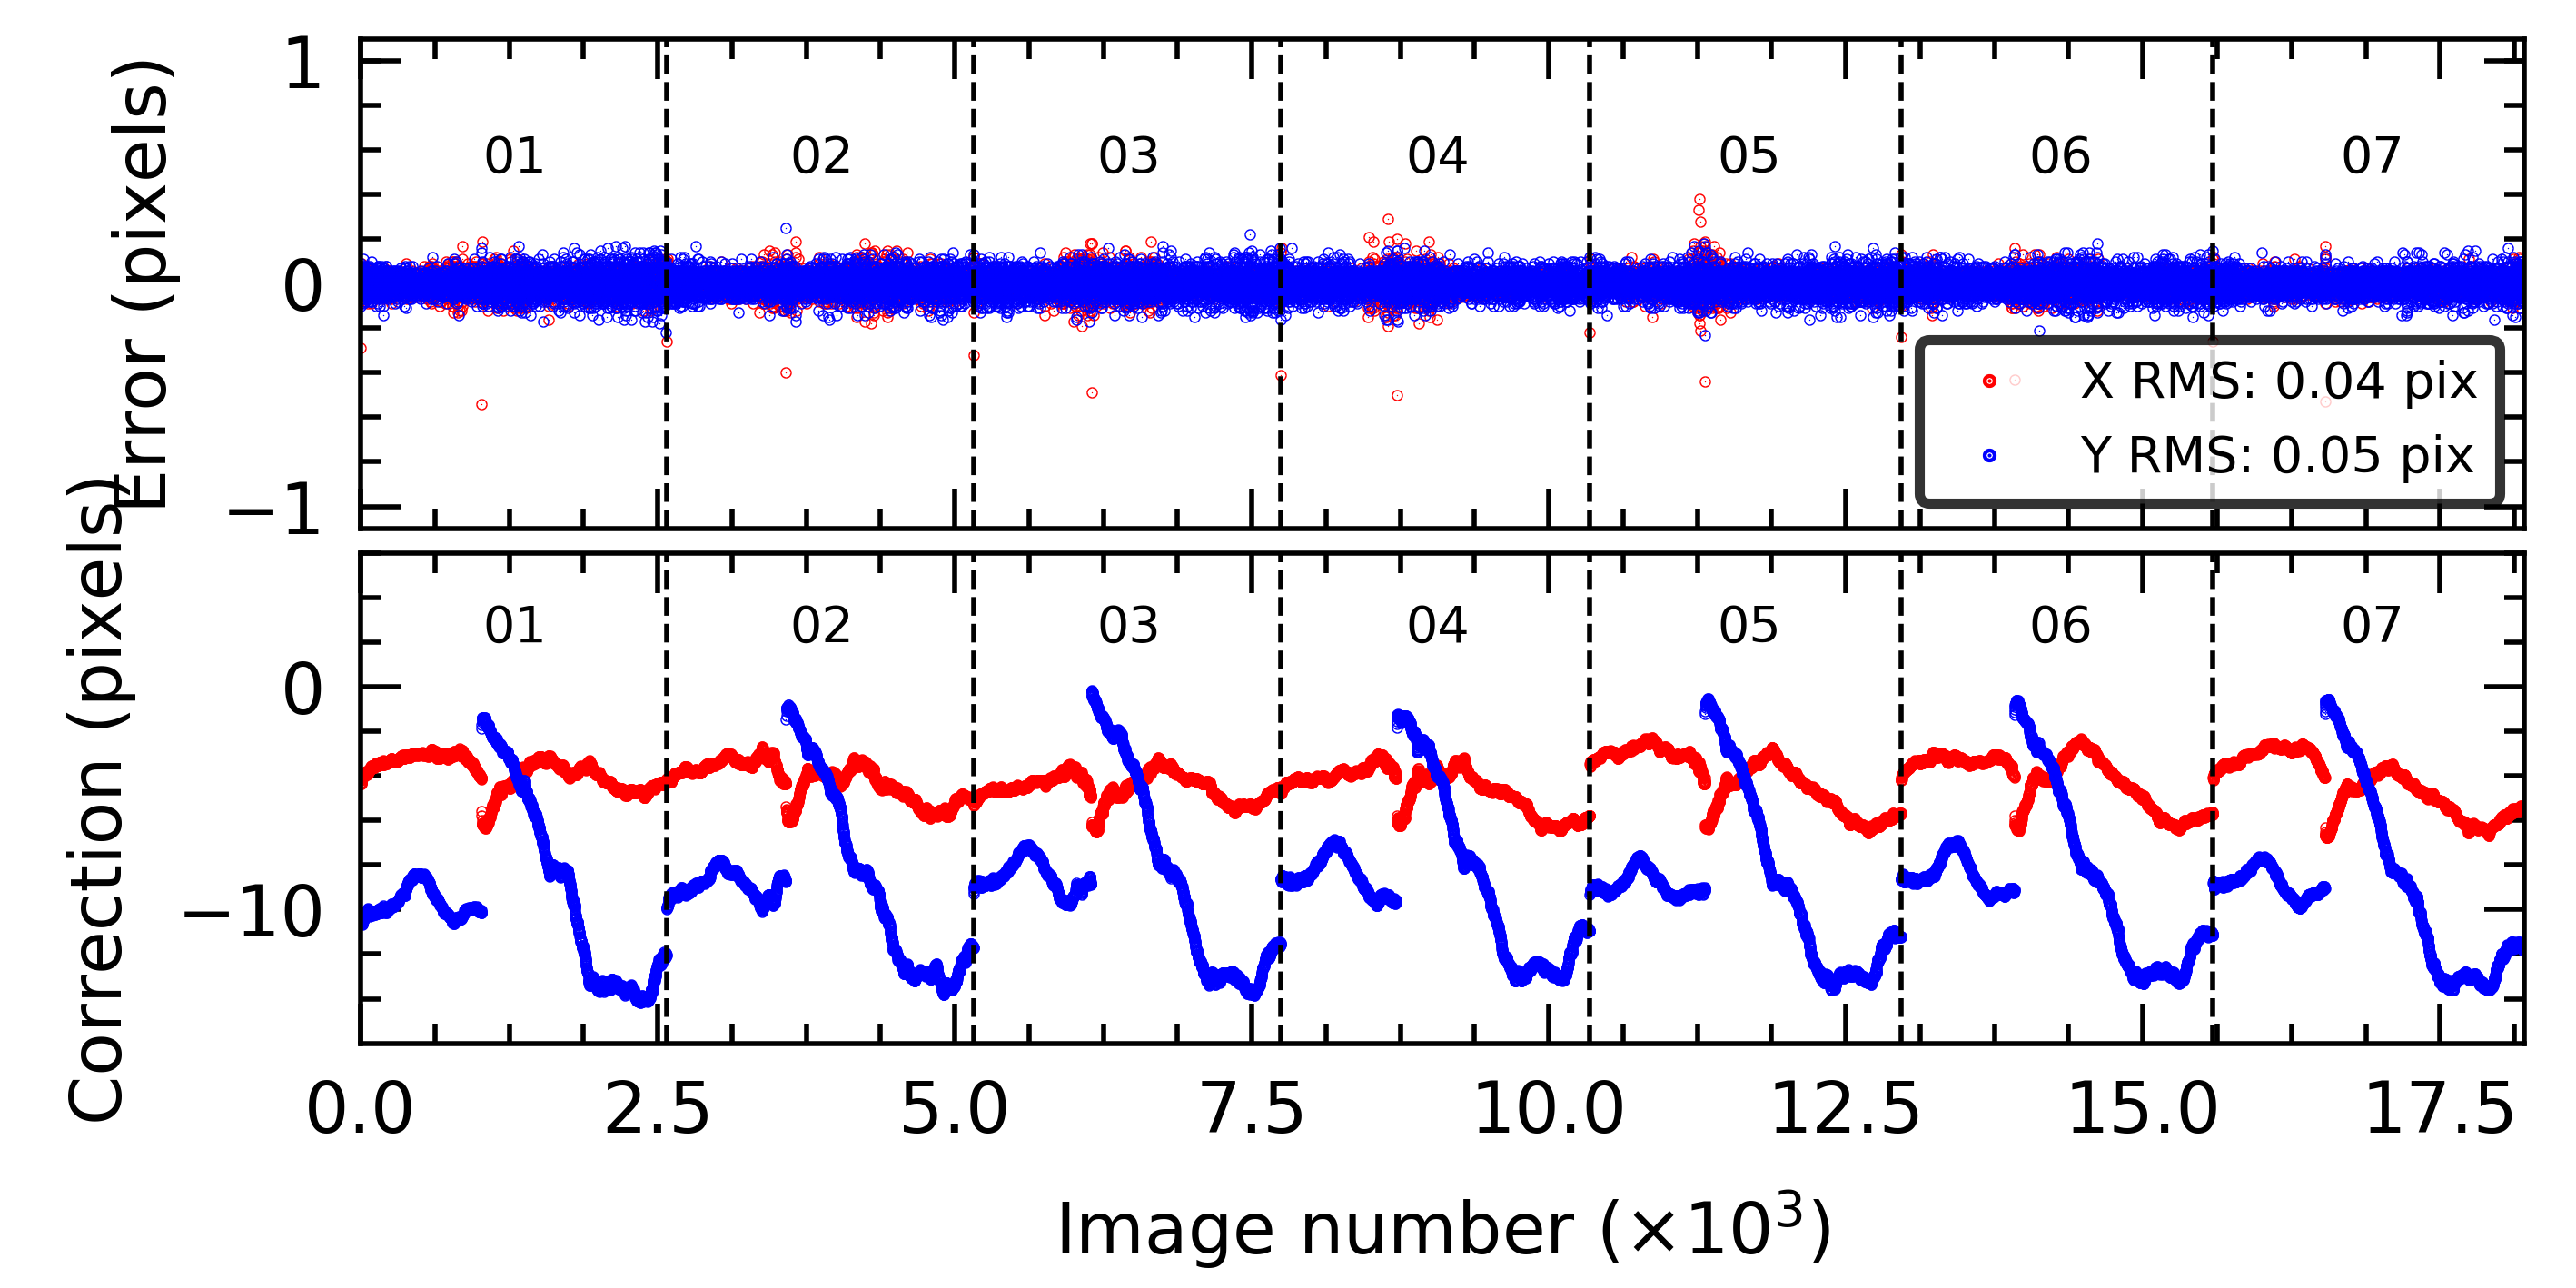 Error (pixels)
1
0
−1
01 02 03 04 05 06 07
X RMS: 0.04 pix
Y RMS: 0.05 pix
Correction (pixels)
0
−10
01 02 03 04 05 06 07
0.0 2.5 5.0 7.5 10.0 12.5 15.0 17.5
Image number (×10³)